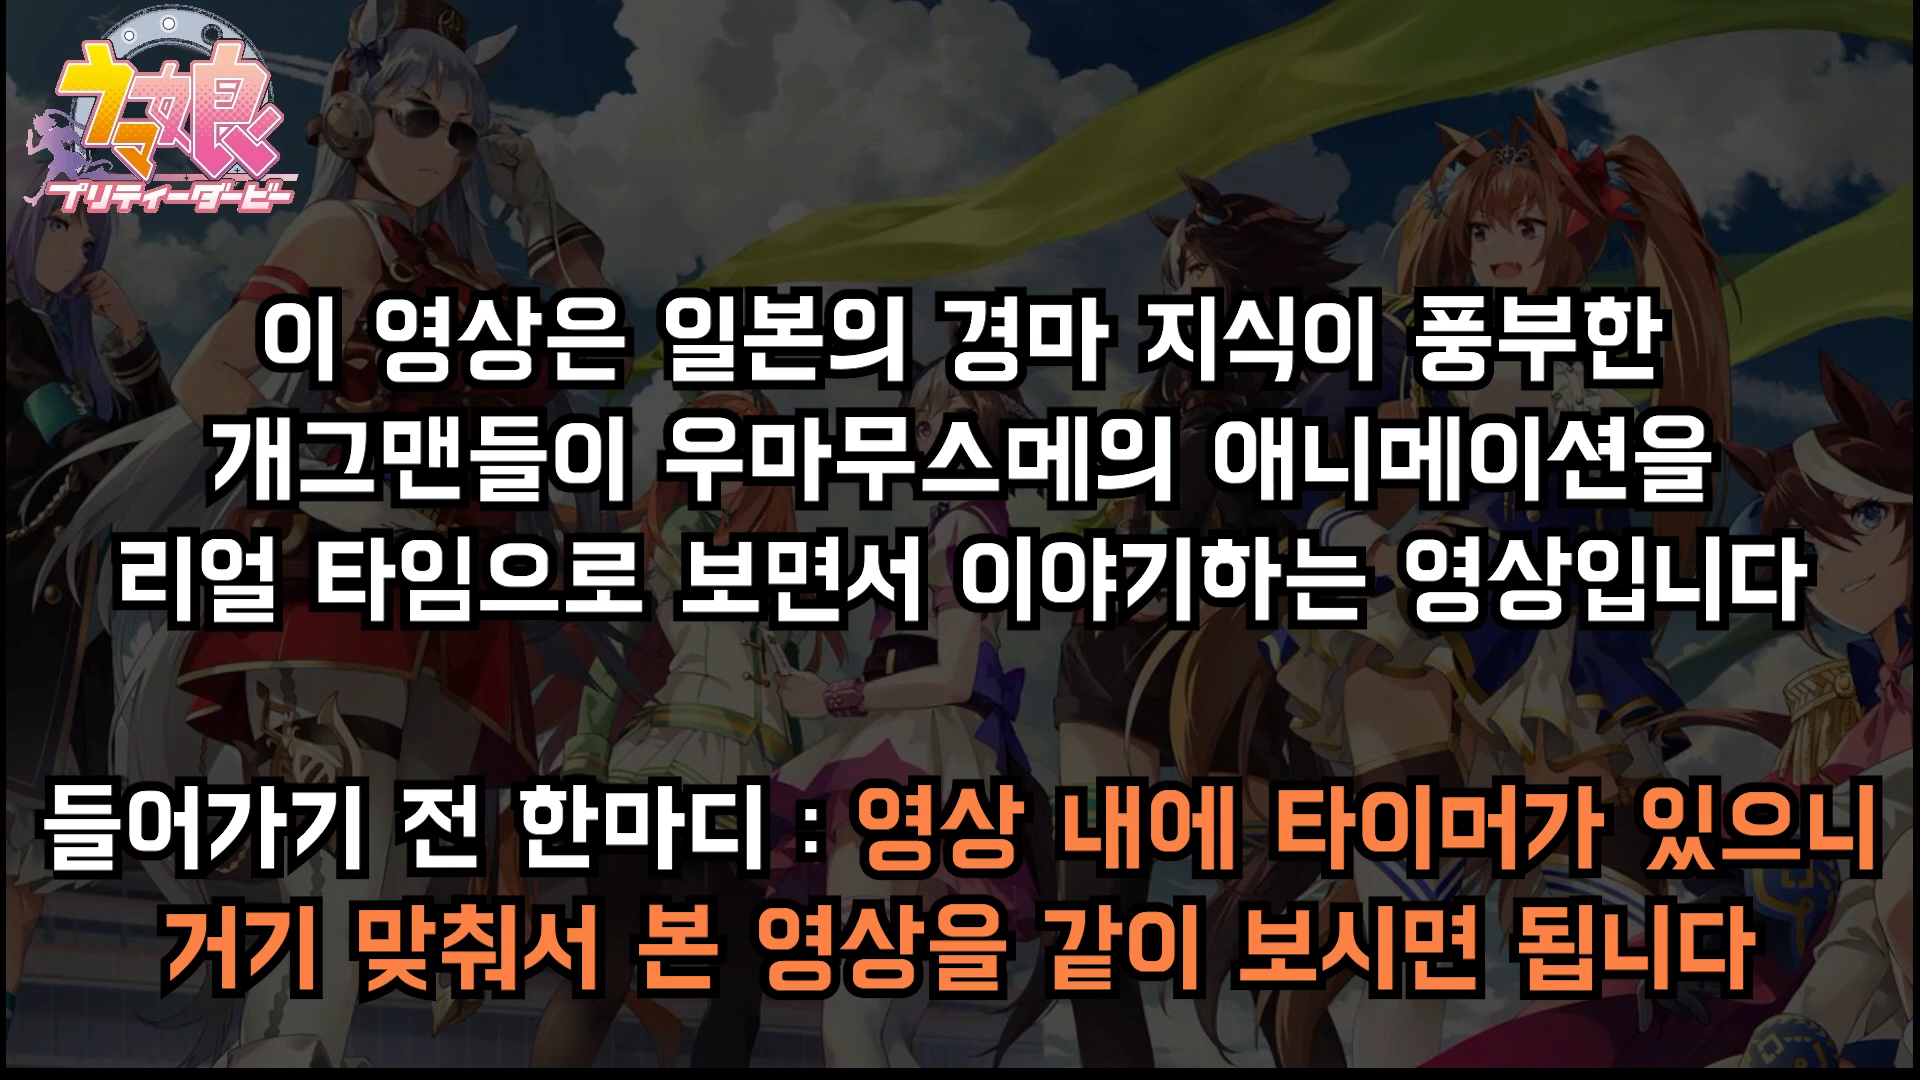 ウマ娘
プリティーダービー
이 영상은 일본의 경마 지식이 풍부한
개그맨들이 우마무스메의 애니메이션을
리얼 타임으로 보면서 이야기하는 영상입니다
들어가기 전 한마디 : 영상 내에 타이머가 있으니
거기 맞춰서 본 영상을 같이 보시면 됩니다